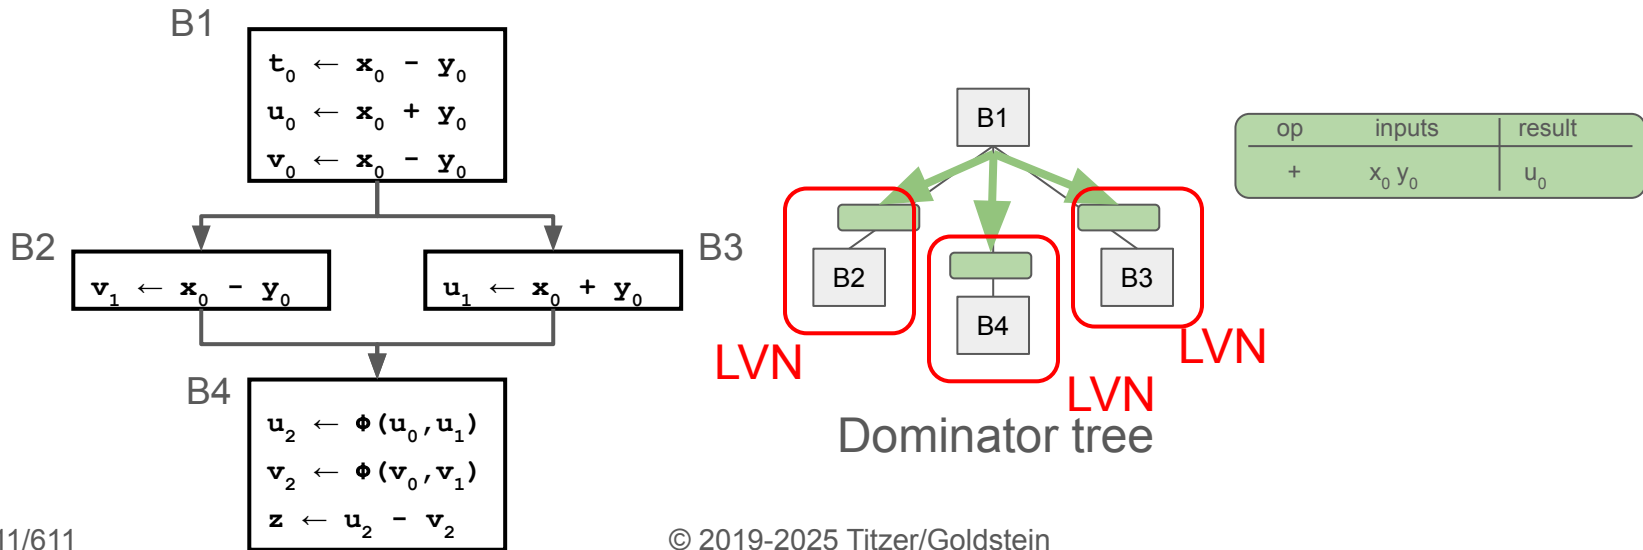 B1
t₀ ← x₀ - y₀
u₀ ← x₀ + y₀
v₀ ← x₀ - y₀
B2
v₁ ← x₀ - y₀
B3
u₁ ← x₀ + y₀
B4
u₂ ← Φ(u₀,u₁)
v₂ ← Φ(v₀,v₁)
z ← u₂ - v₂
B1
B2
B4
B3
LVN
LVN
LVN
Dominator tree
op inputs result
+ x₀ y₀ u₀
11/611
© 2019-2025 Titzer/Goldstein